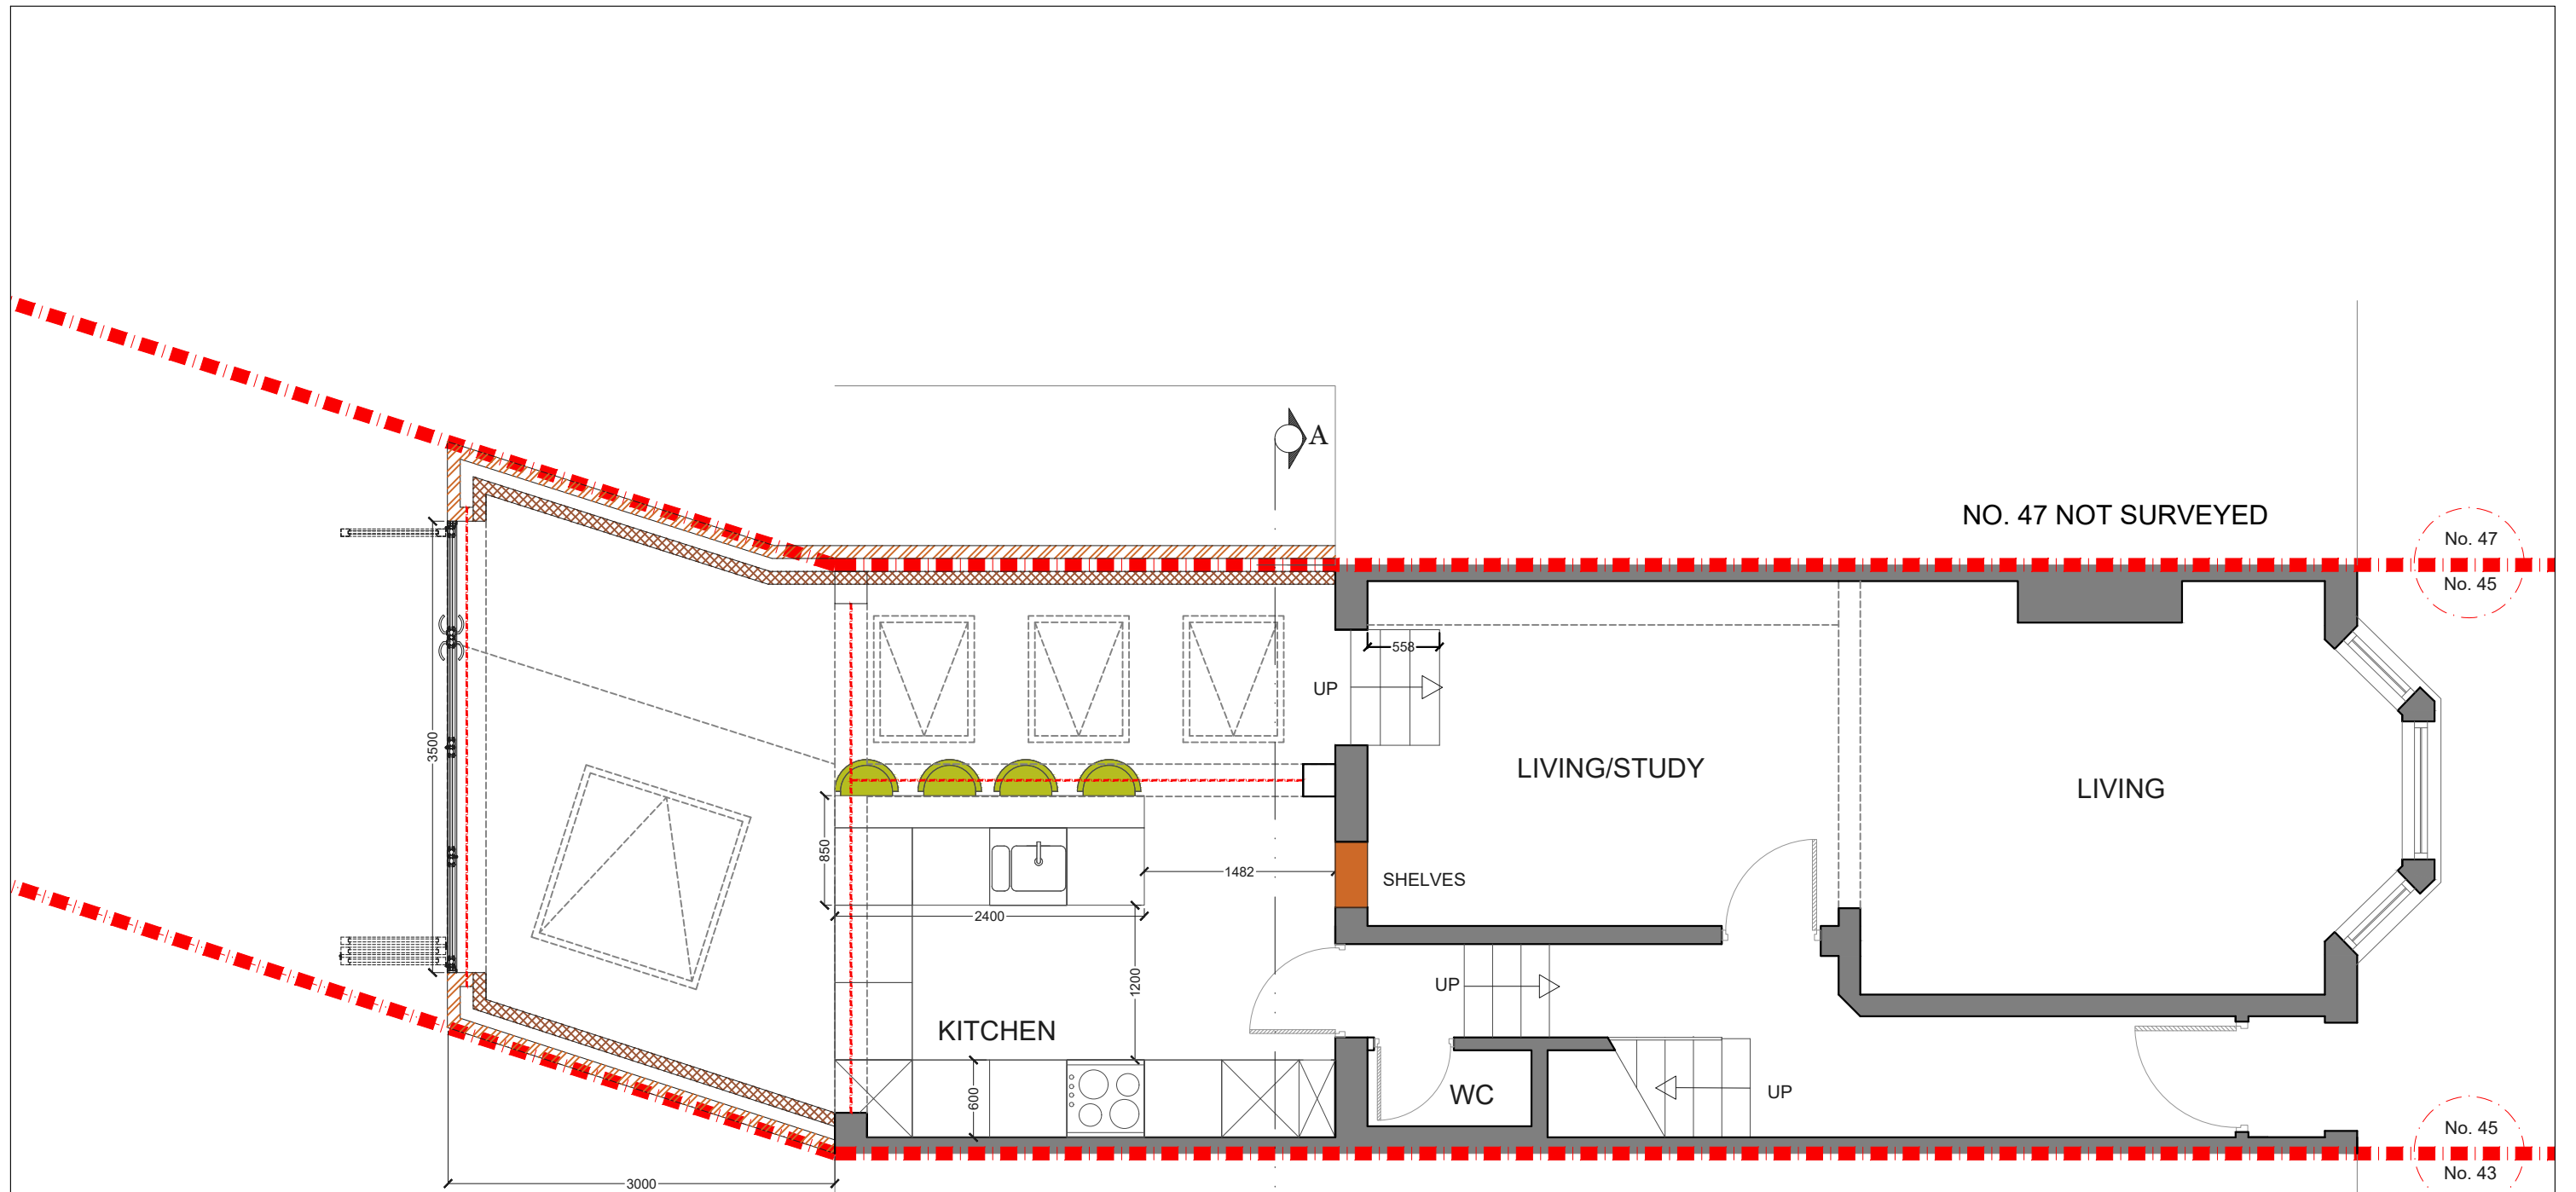 A
NO. 47 NOT SURVEYED
No. 47
No. 45
558
UP
3500
LIVING/STUDY
LIVING
850
1482
SHELVES
2400
1200
UP
KITCHEN
600
WC
UP
No. 45
No. 43
3000